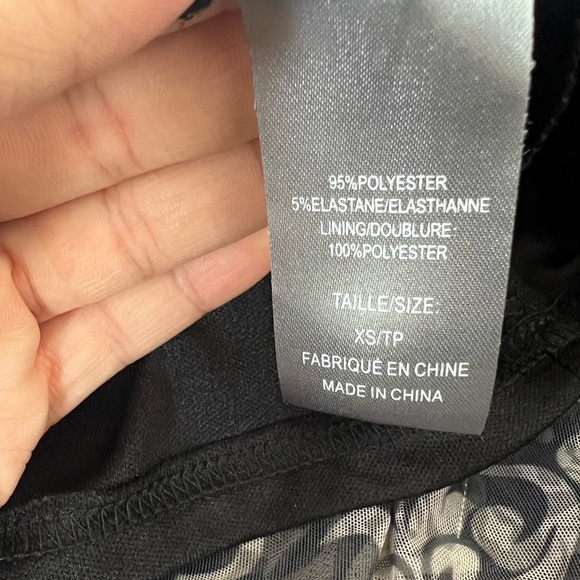 95%POLYESTER
5%ELASTANE/ELASTHANNE
LINING/DOUBLURE:
100%POLYESTER
TAILLE/SIZE:
XS/TP
FABRIQUÉ EN CHINE
MADE IN CHINA